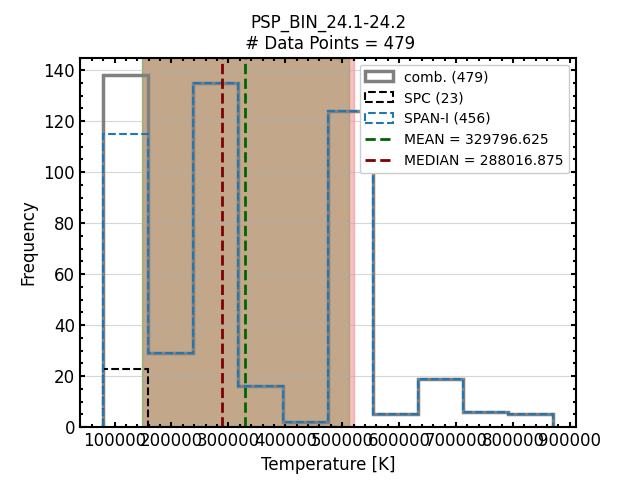 PSP_BIN_24.1-24.2
# Data Points = 479
comb. (479)
SPC (23)
SPAN-I (456)
MEAN = 329796.625
MEDIAN = 288016.875
Frequency
140
120
100
80
60
40
20
0
100000 200000 300000 400000 500000 600000 700000 800000 900000
Temperature [K]